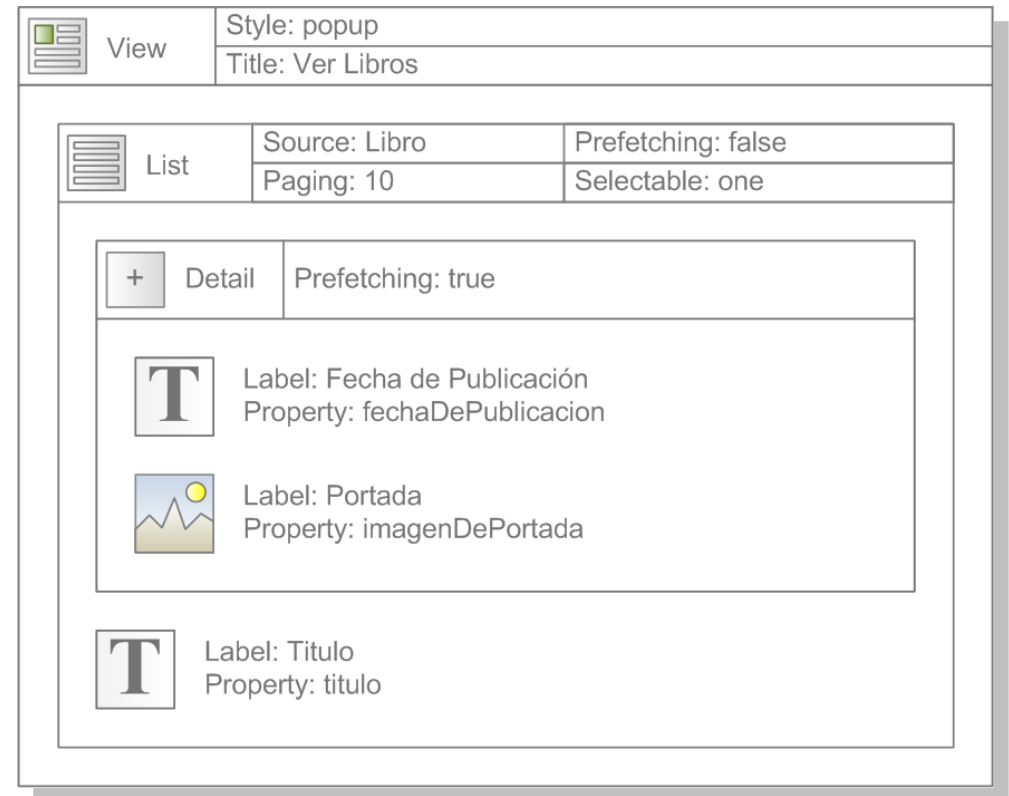 View
Style: popup
Title: Ver Libros
List
Source: Libro
Prefetching: false
Paging: 10
Selectable: one
+
Detail
Prefetching: true
T
Label: Fecha de Publicación
Property: fechaDePublicacion
Label: Portada
Property: imagenDePortada
T
Label: Titulo
Property: titulo